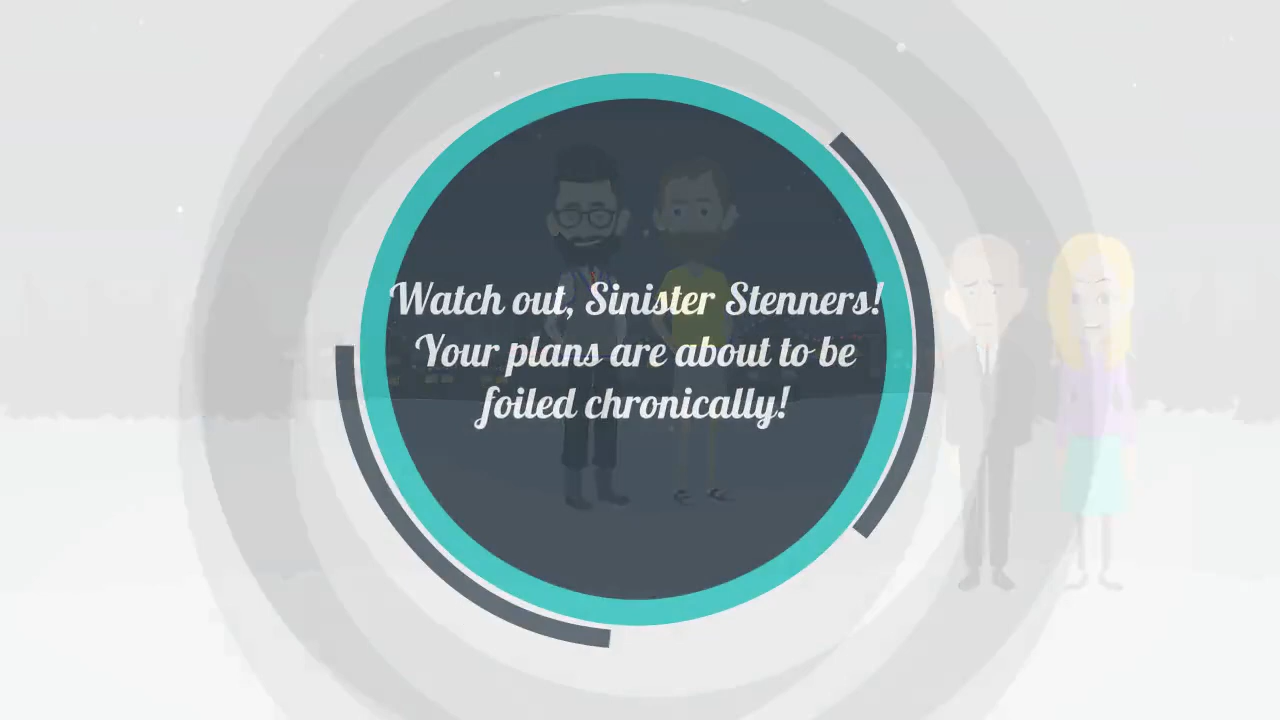 Watch out, Sinister Stenners!
Your plans are about to be
foiled chronically!